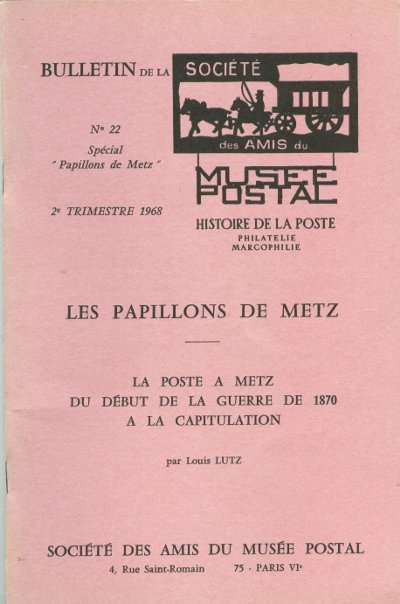 BULLETIN DE LA
SOCIÉTÉ
des AMIS du
MUSÉE
POSTAL
Nº 22
Spécial
"Papillons de Metz"
2e TRIMESTRE 1968
HISTOIRE DE LA POSTE
PHILATELIE
MARCOPHILIE
LES PAPILLONS DE METZ
LA POSTE A METZ
DU DÉBUT DE LA GUERRE DE 1870
A LA CAPITULATION
par Louis LUTZ
SOCIÉTÉ DES AMIS DU MUSÉE POSTAL
4, Rue Saint-Romain 75 - PARIS VIe